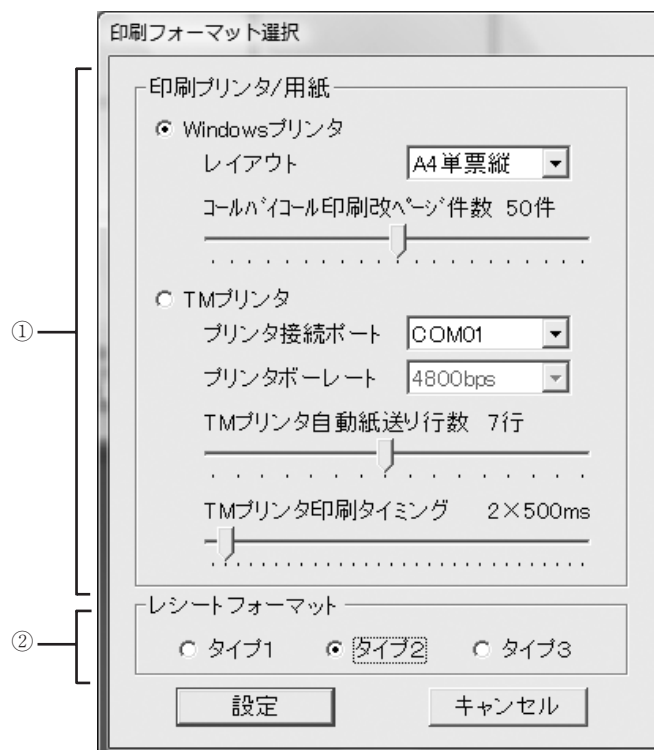 印刷フォーマット選択
印刷プリンタ/用紙
Windowsプリンタ
レイアウト A4単票縦
ｺｰﾙﾊﾞｲｺｰﾙ印刷改ﾍﾟｰｼﾞ件数 50件
TMプリンタ
① プリンタ接続ポート COM01
プリンタボーレート 4800bps
TMプリンタ自動紙送り行数 7行
TMプリンタ印刷タイミング 2×500ms
レシートフォーマット
② タイプ1 タイプ2 タイプ3
設定 キャンセル